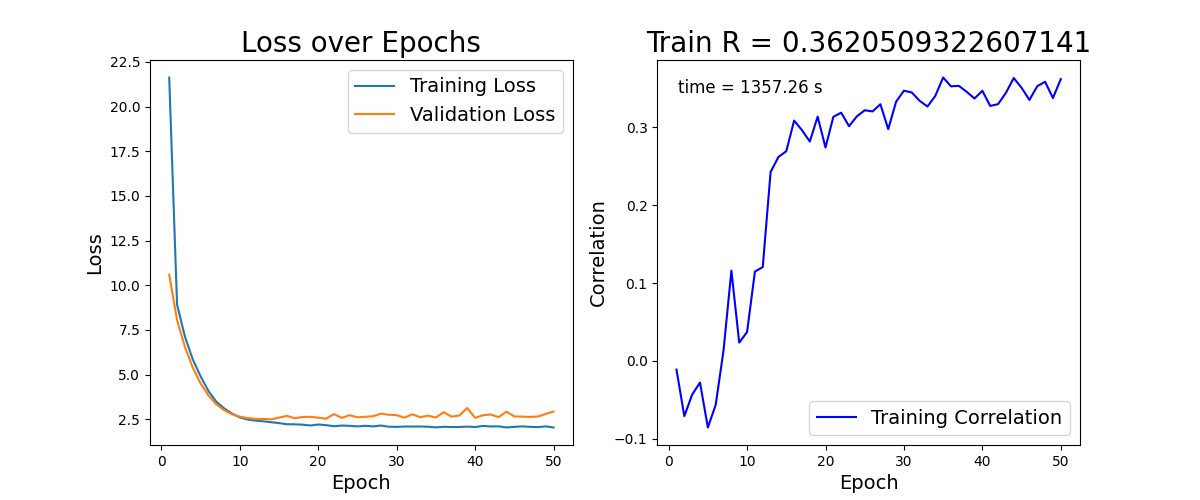 Loss over Epochs
Training Loss
Validation Loss
22.5
20.0
17.5
15.0
12.5
10.0
7.5
5.0
2.5
Loss
0
10
20
30
40
50
Epoch
Train R = 0.3620509322607141
time = 1357.26 s
0.3
0.2
0.1
0.0
−0.1
Correlation
Training Correlation
0
10
20
30
40
50
Epoch